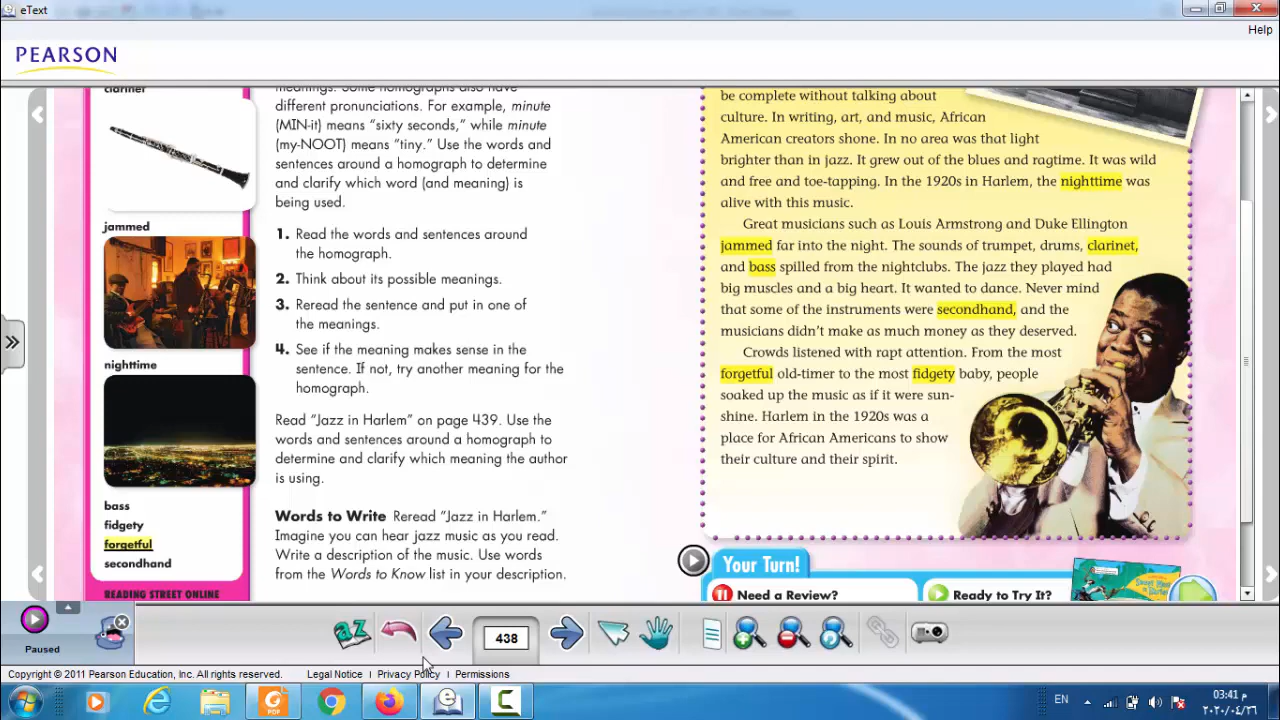 eText
Help
PEARSON
clarinet
jammed
nighttime
bass
fidgety
forgetful
secondhand
READING STREET ONLINE
meanings. Some homographs also have
different pronunciations. For example, minute
(MIN-it) means “sixty seconds,” while minute
(my-NOOT) means “tiny.” Use the words and
sentences around a homograph to determine
and clarify which word (and meaning) is
being used.
1. Read the words and sentences around
the homograph.
2. Think about its possible meanings.
3. Reread the sentence and put in one of
the meanings.
4. See if the meaning makes sense in the
sentence. If not, try another meaning for the
homograph.
Read “Jazz in Harlem” on page 439. Use the
words and sentences around a homograph to
determine and clarify which meaning the author
is using.
Words to Write Reread “Jazz in Harlem.”
Imagine you can hear jazz music as you read.
Write a description of the music. Use words
from the Words to Know list in your description.
be complete without talking about
culture. In writing, art, and music, African
American creators shone. In no area was that light
brighter than in jazz. It grew out of the blues and ragtime. It was wild
and free and toe-tapping. In the 1920s in Harlem, the nighttime was
alive with this music.
Great musicians such as Louis Armstrong and Duke Ellington
jammed far into the night. The sounds of trumpet, drums, clarinet,
and bass spilled from the nightclubs. The jazz they played had
big muscles and a big heart. It wanted to dance. Never mind
that some of the instruments were secondhand, and the
musicians didn’t make as much money as they deserved.
Crowds listened with rapt attention. From the most
forgetful old-timer to the most fidgety baby, people
soaked up the music as if it were sun-
shine. Harlem in the 1920s was a
place for African Americans to show
their culture and their spirit.
Your Turn!
Need a Review?
Ready to Try It?
Paused
az
438
Copyright © 2011 Pearson Education, Inc. All rights reserved.
Legal Notice | Privacy Policy | Permissions
PDF
EN
03:41 م
٢٠٢٠/٠٤/٢٦